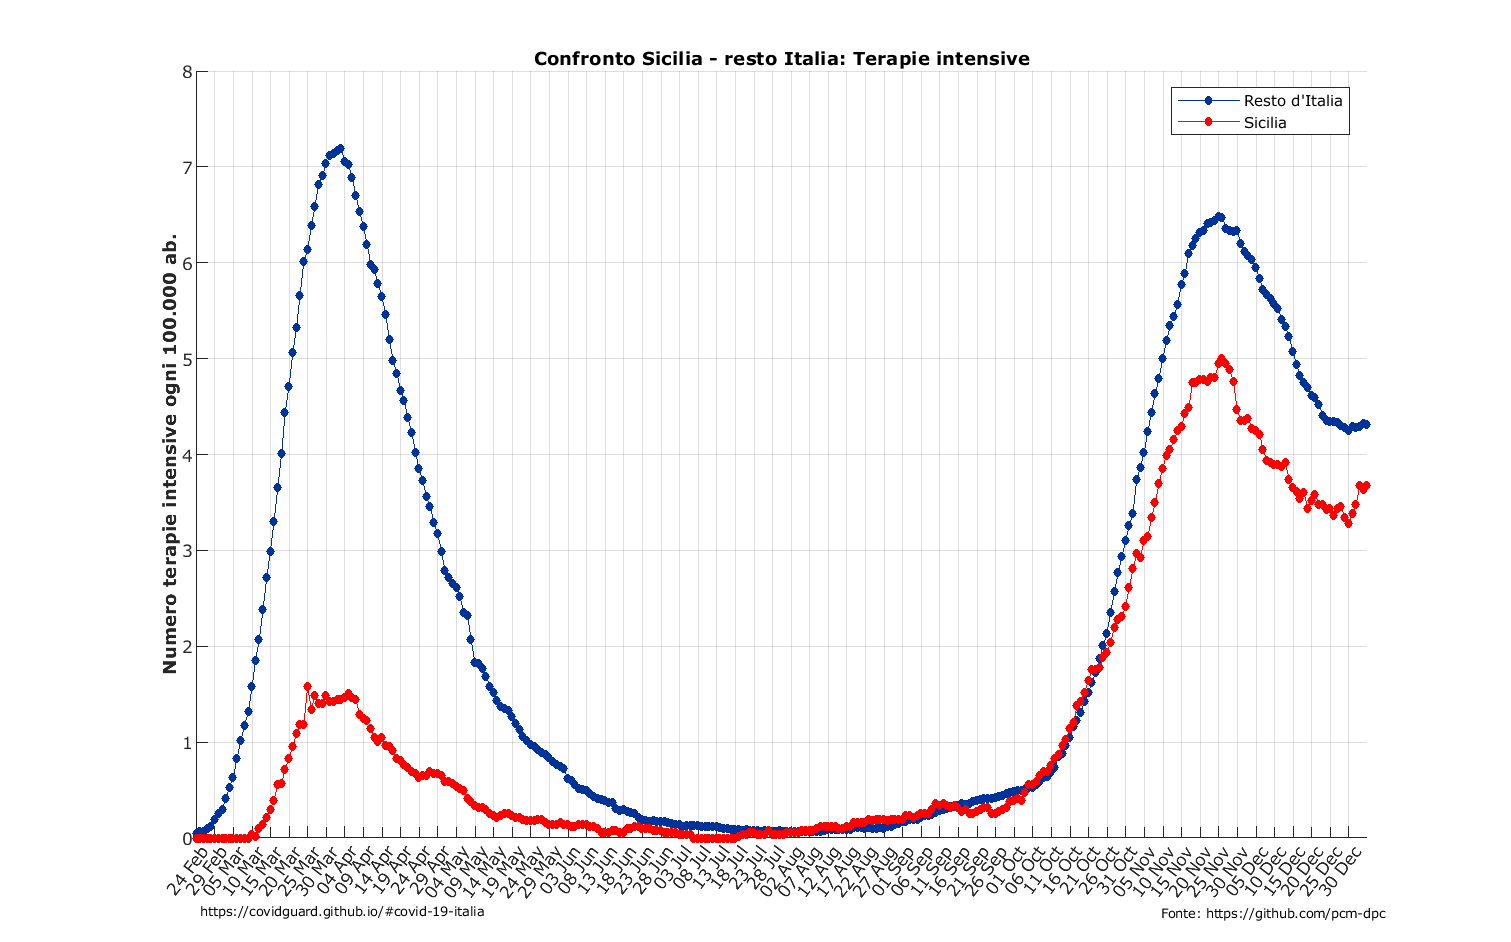 Confronto Sicilia - resto Italia: Terapie intensive
Resto d'Italia
Sicilia
Numero terapie intensive ogni 100.000 ab.
8
7
6
5
4
3
2
1
0
24 Feb
29 Feb
05 Mar
10 Mar
15 Mar
20 Mar
25 Mar
30 Mar
04 Apr
09 Apr
14 Apr
19 Apr
24 Apr
29 Apr
04 May
09 May
14 May
19 May
24 May
29 May
03 Jun
08 Jun
13 Jun
18 Jun
23 Jun
28 Jun
03 Jul
08 Jul
13 Jul
18 Jul
23 Jul
28 Jul
02 Aug
07 Aug
12 Aug
17 Aug
22 Aug
27 Aug
01 Sep
06 Sep
11 Sep
16 Sep
21 Sep
26 Sep
01 Oct
06 Oct
11 Oct
16 Oct
21 Oct
26 Oct
31 Oct
05 Nov
10 Nov
15 Nov
20 Nov
25 Nov
30 Nov
05 Dec
10 Dec
15 Dec
20 Dec
25 Dec
30 Dec
https://covidguard.github.io/#covid-19-italia
Fonte: https://github.com/pcm-dpc